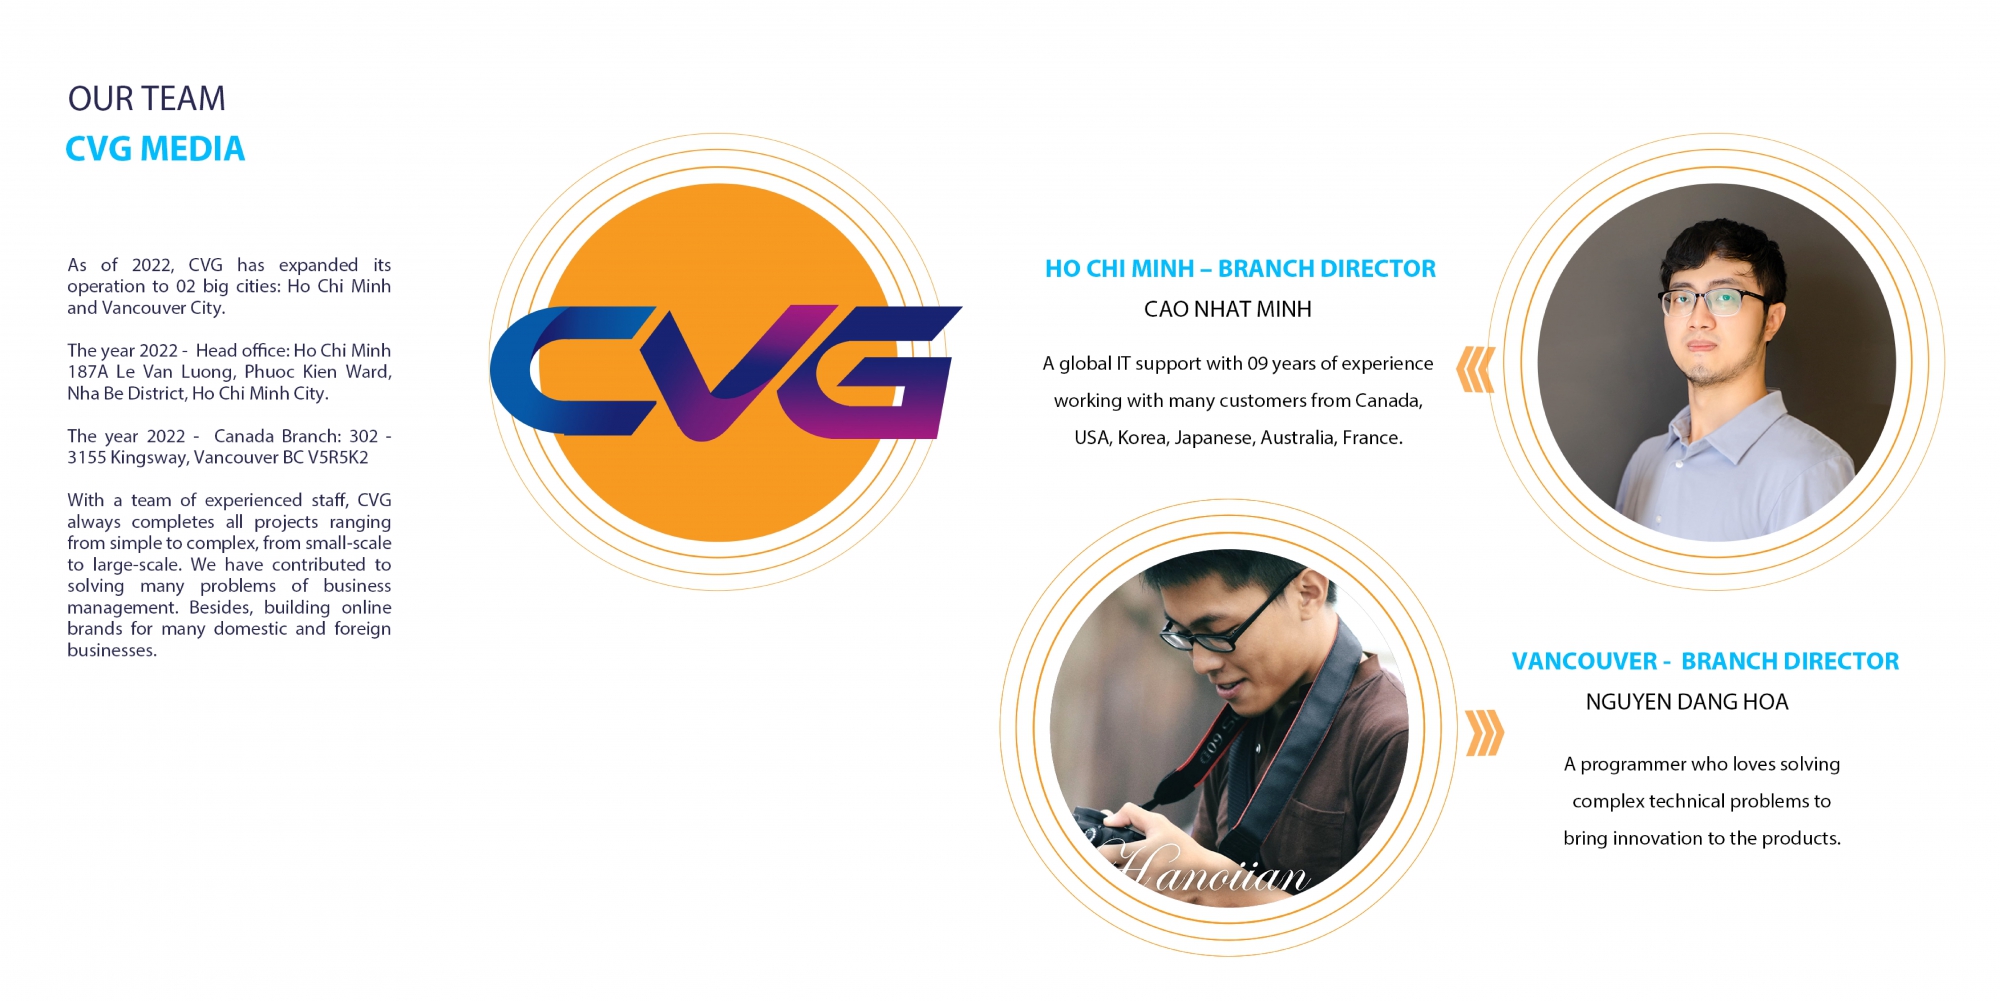 OUR TEAM
CVG MEDIA
As of 2022, CVG has expanded its
operation to 02 big cities: Ho Chi Minh
and Vancouver City.
The year 2022 - Head office: Ho Chi Minh
187A Le Van Luong, Phuoc Kien Ward,
Nha Be District, Ho Chi Minh City.
The year 2022 - Canada Branch: 302 -
3155 Kingsway, Vancouver BC V5R5K2
With a team of experienced staff, CVG
always completes all projects ranging
from simple to complex, from small-scale
to large-scale. We have contributed to
solving many problems of business
management. Besides, building online
brands for many domestic and foreign
businesses.
CVG
HO CHI MINH – BRANCH DIRECTOR
CAO NHAT MINH
A global IT support with 09 years of experience
working with many customers from Canada,
USA, Korea, Japanese, Australia, France.
60D
Hanoiian
VANCOUVER - BRANCH DIRECTOR
NGUYEN DANG HOA
A programmer who loves solving
complex technical problems to
bring innovation to the products.